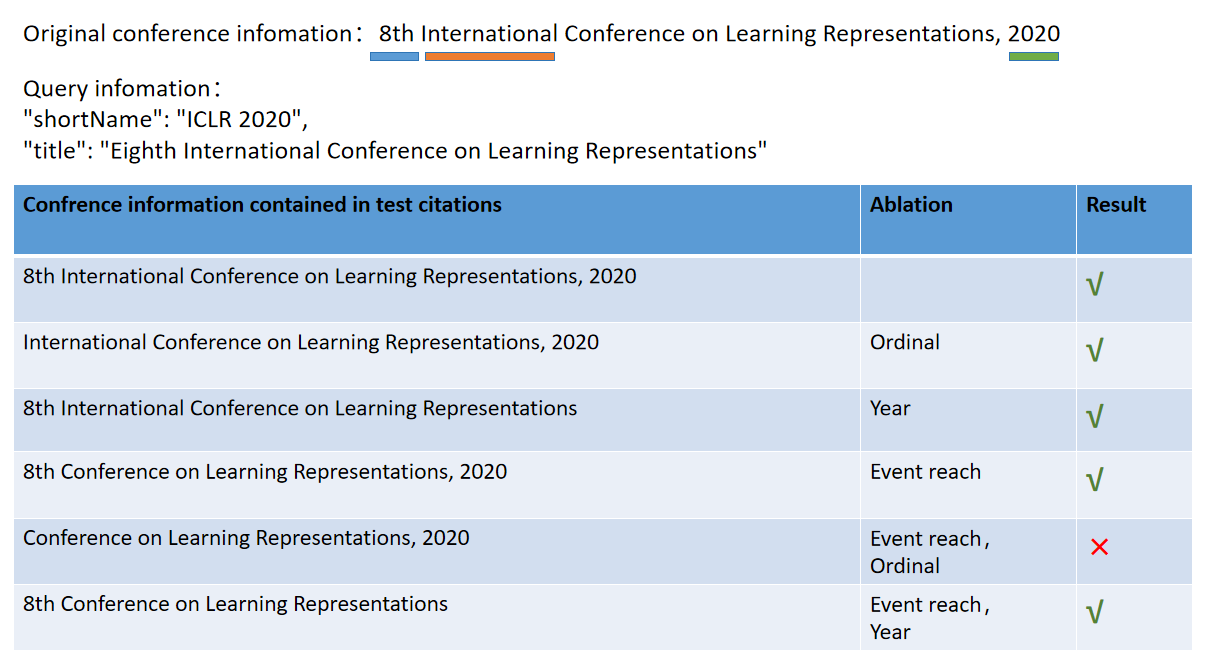 Original conference infomation： 8th International Conference on Learning Representations, 2020
Query infomation：
"shortName": "ICLR 2020",
"title": "Eighth International Conference on Learning Representations"
Confrence information contained in test citations Ablation Result
8th International Conference on Learning Representations, 2020 √
International Conference on Learning Representations, 2020 Ordinal √
8th International Conference on Learning Representations Year √
8th Conference on Learning Representations, 2020 Event reach √
Conference on Learning Representations, 2020 Event reach， ×
Ordinal
8th Conference on Learning Representations Event reach， √
Year